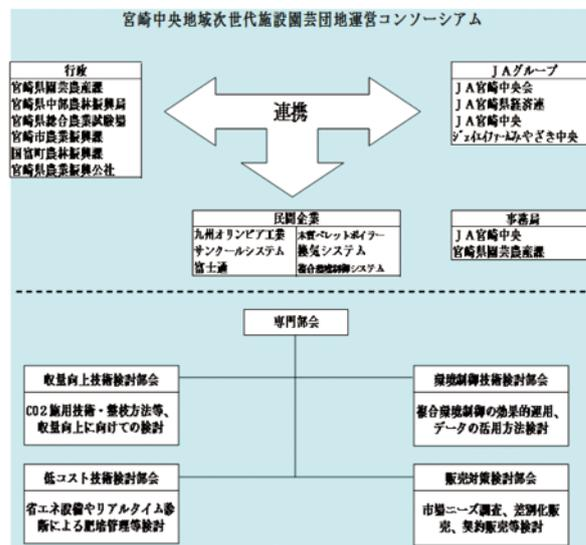 宮崎中央地域次世代施設園芸団地運営コンソーシアム
行政
宮崎県園芸農産課
宮崎県中部農林振興局
宮崎県総合農業試験場
宮崎市農業振興課
国富町農林振興課
宮崎県農業振興公社
連携
JAグループ
JA宮崎中央会
JA宮崎県経済連
JA宮崎中央
ジェイエイファームみやざき中央
民間企業
九州オリンピア工業 木質ペレットボイラー
サンクールシステム 換気システム
富士通 複合環境制御システム
事務局
JA宮崎中央
宮崎県園芸農産課
専門部会
収量向上技術検討部会
CO2施用技術・整枝方法等、
収量向上に向けての検討
環境制御技術検討部会
複合環境制御の効果的運用、
データの活用方法検討
低コスト技術検討部会
省エネ設備やリアルタイム診
断による肥培管理等検討
販売対策検討部会
市場ニーズ調査、差別化販
売、契約販売等検討